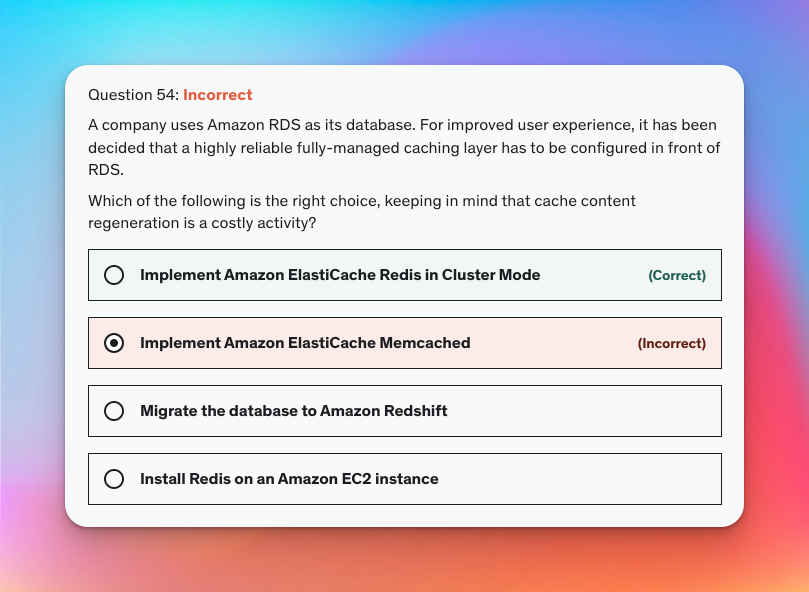 Question 54: Incorrect
A company uses Amazon RDS as its database. For improved user experience, it has been
decided that a highly reliable fully-managed caching layer has to be configured in front of
RDS.
Which of the following is the right choice, keeping in mind that cache content
regeneration is a costly activity?
Implement Amazon ElastiCache Redis in Cluster Mode (Correct)
Implement Amazon ElastiCache Memcached (Incorrect)
Migrate the database to Amazon Redshift
Install Redis on an Amazon EC2 instance